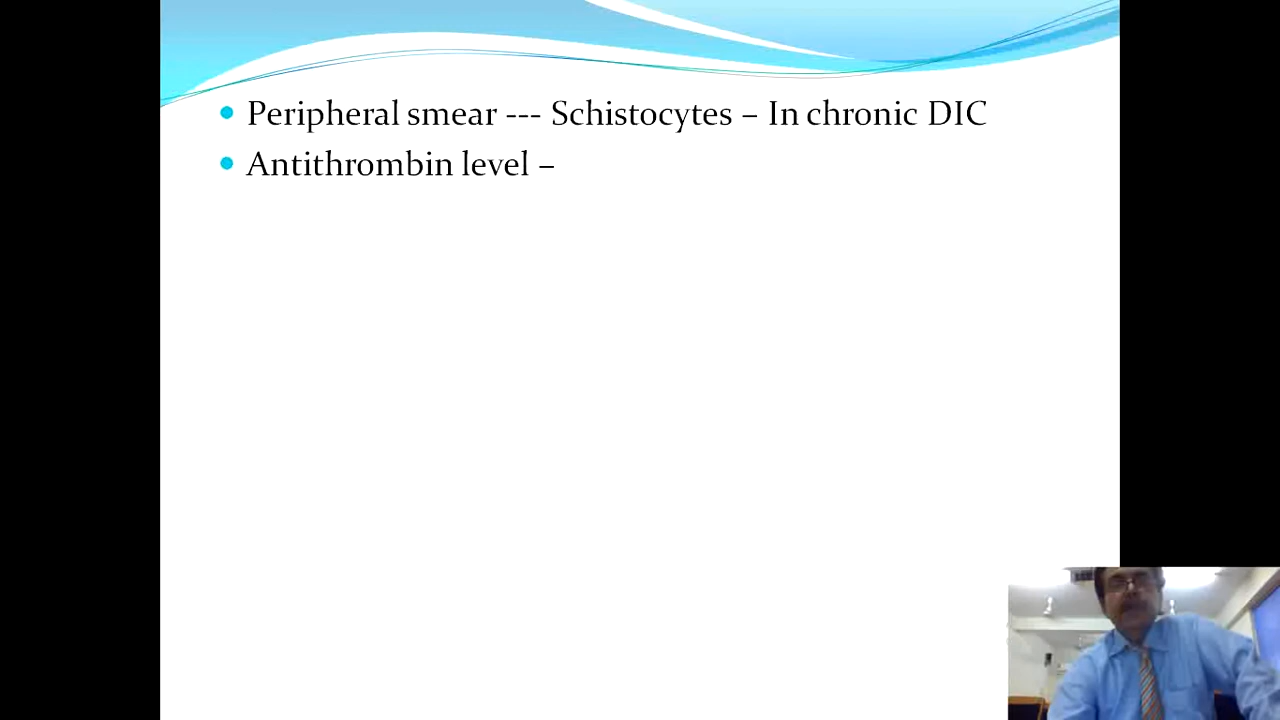 Peripheral smear --- Schistocytes – In chronic DIC
Antithrombin level –